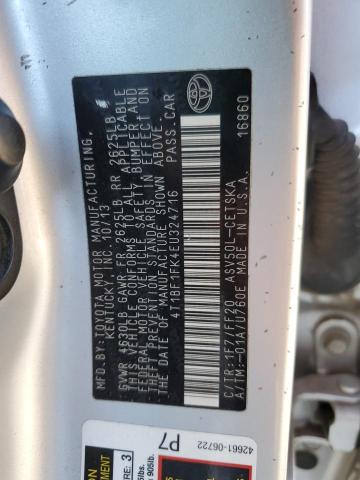 MFD. BY: TOYOTA MOTOR MANUFACTURING,
KENTUCKY, INC. 10/13
GVWR 4630LB GAWR FR 2625LB RR 2625LB
THIS VEHICLE CONFORMS TO ALL APPLICABLE
FEDERAL MOTOR VEHICLE SAFETY, BUMPER, AND
THEFT PREVENTION STANDARDS IN EFFECT ON
THE DATE OF MANUFACTURE SHOWN ABOVE.
4T1BF1FK4EU324716 PASS.CAR
C/TR:1F7/FF20 ASV50L-CETSKA
A/TM:-01A/U760E U.S.A. 16860
42661-06722
P7
RE: 3